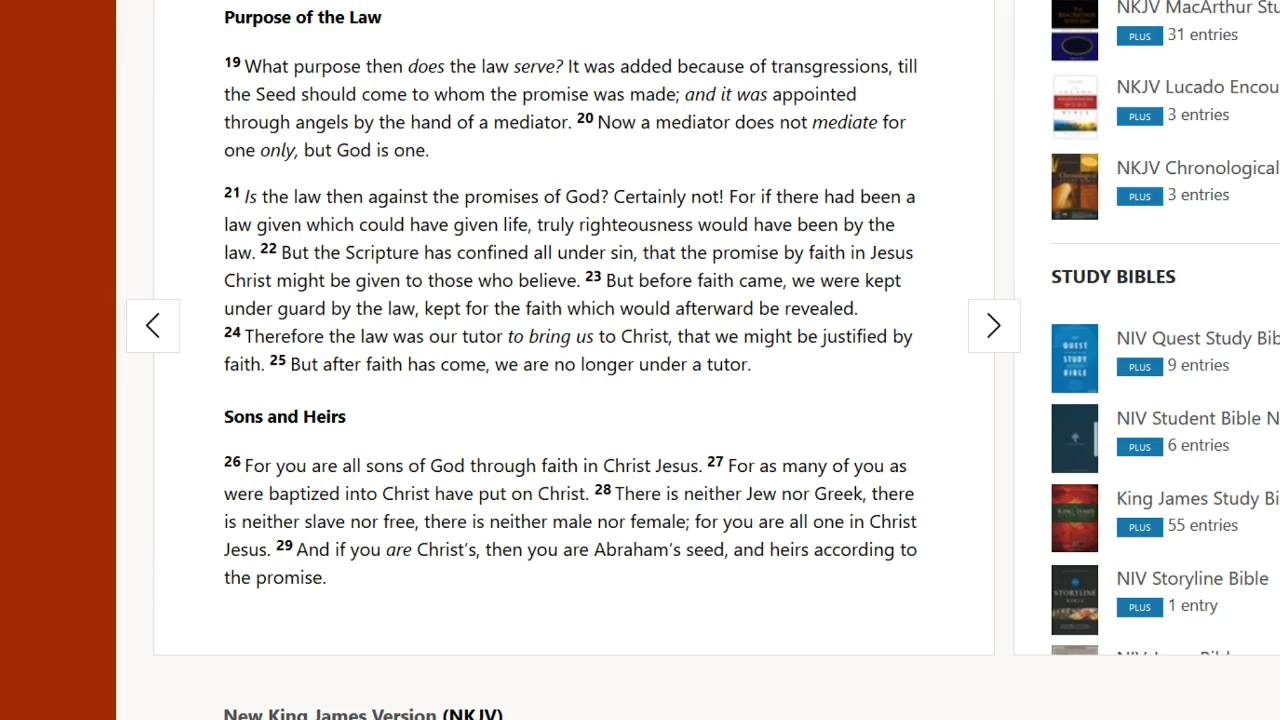 Purpose of the Law
19 What purpose then does the law serve? It was added because of transgressions, till
the Seed should come to whom the promise was made; and it was appointed
through angels by the hand of a mediator. 20 Now a mediator does not mediate for
one only, but God is one.
21 Is the law then against the promises of God? Certainly not! For if there had been a
law given which could have given life, truly righteousness would have been by the
law. 22 But the Scripture has confined all under sin, that the promise by faith in Jesus
Christ might be given to those who believe. 23 But before faith came, we were kept
under guard by the law, kept for the faith which would afterward be revealed.
24 Therefore the law was our tutor to bring us to Christ, that we might be justified by
faith. 25 But after faith has come, we are no longer under a tutor.
Sons and Heirs
26 For you are all sons of God through faith in Christ Jesus. 27 For as many of you as
were baptized into Christ have put on Christ. 28 There is neither Jew nor Greek, there
is neither slave nor free, there is neither male nor female; for you are all one in Christ
Jesus. 29 And if you are Christ’s, then you are Abraham’s seed, and heirs according to
the promise.
New King James Version (NKJV)
NKJV MacArthur Stu
PLUS 31 entries
NKJV Lucado Encou
PLUS 3 entries
NKJV Chronological
PLUS 3 entries
STUDY BIBLES
QUEST
STUDY
BIBLE
NIV Quest Study Bib
PLUS 9 entries
NIV Student Bible N
PLUS 6 entries
King James Study Bi
PLUS 55 entries
STORYLINE
NIV Storyline Bible
PLUS 1 entry